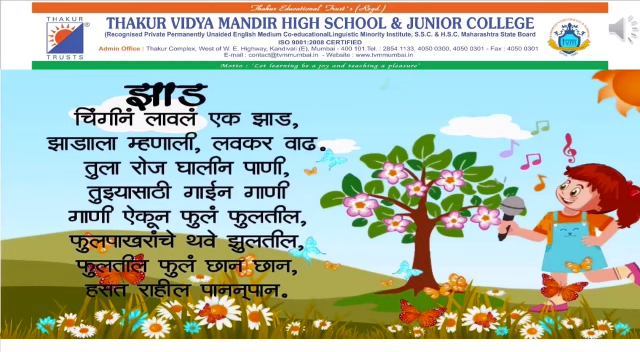 Thakur Educational Trust's (Regd.)
THAKUR VIDYA MANDIR HIGH SCHOOL & JUNIOR COLLEGE
(Recognised Private Permanently Unaided English Medium Co-educationalLinguistic Minority Institute, S.S.C. & H.S.C. Maharashtra State Board
ISO 9001:2008 CERTIFIED
Admin Office : Thakur Complex, West of W. E. Highway, Kandivali (E), Mumbai - 400 101.Tel. : 2854 1133, 4050 0300, 4050 0301 - Fax : 4050 0301
E-mail : contact@tvmmumbai.in - Website : www.tvmmumbai.in
Motto : "Let learning be a joy and teaching a pleasure"
THAKUR
TRUSTS
tvm
झाड
चिंगीनं लावलं एक झाड,
झाडाला म्हणाली, लवकर वाढ.
तुला रोज घालीन पाणी,
तुझ्यासाठी गाईन गाणी
गाणी ऐकून फुलं फुलतील,
फुलपाखरांचे थवे झुलतील,
फुलतील फुलं छान छान,
हसत राहील पानन्पान.